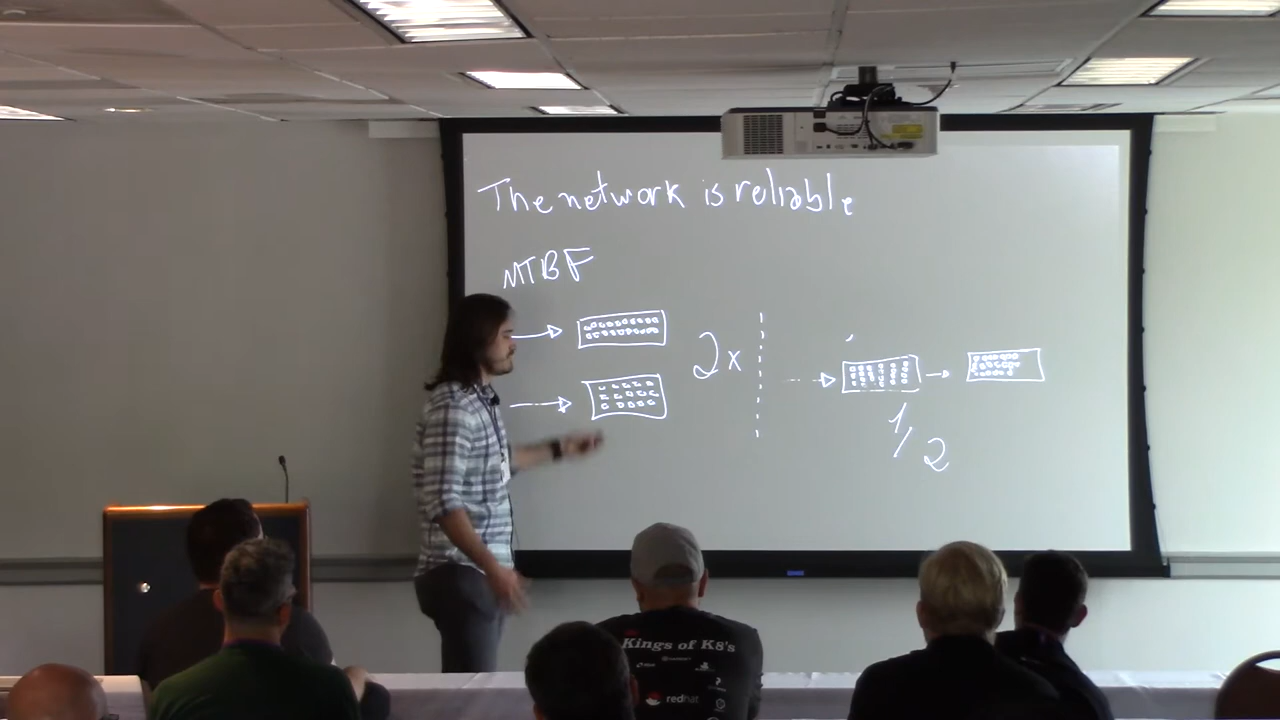 The network is reliable
MTBF
2x
1/2
Kings of K8's
redhat